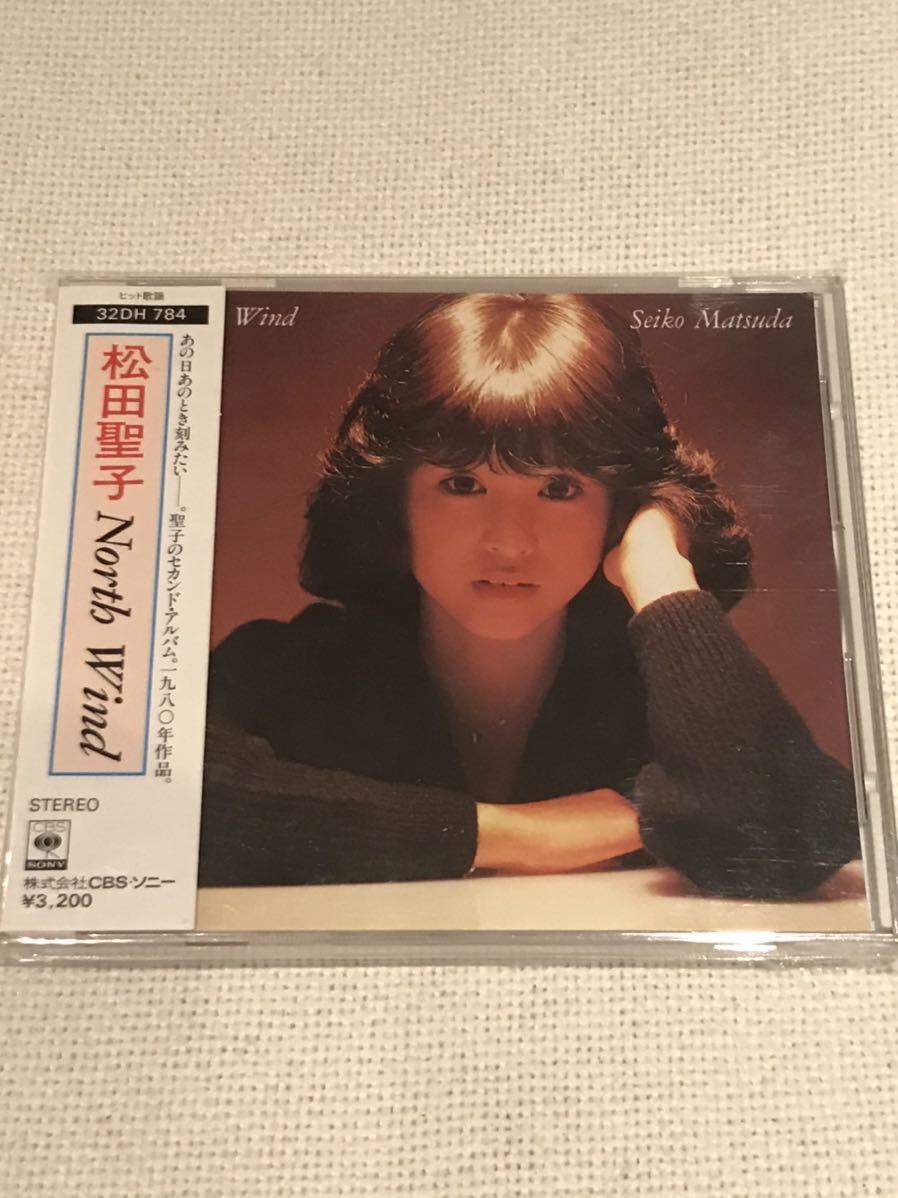 ヒット歌謡
32DH 784
松田聖子 North Wind
あの日あのとき刻みたい――。聖子のセカンド・アルバム。一九八〇年作品。
STEREO
CBS
SONY
株式会社CBS・ソニー
¥3,200
Wind
Seiko Matsuda